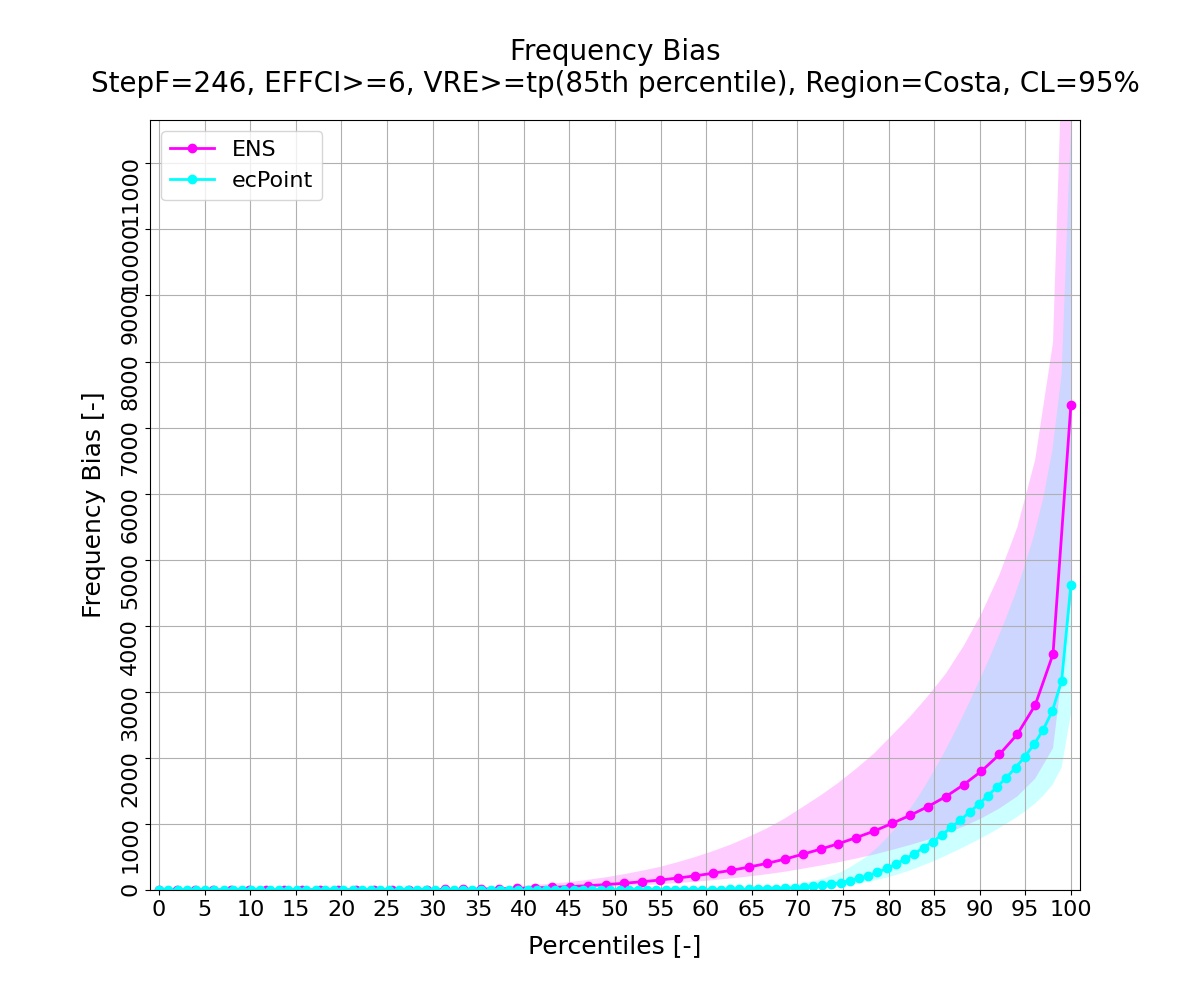 Frequency Bias
StepF=246, EFFCI>=6, VRE>=tp(85th percentile), Region=Costa, CL=95%
ENS
ecPoint
Frequency Bias [-]
11000
10000
9000
8000
7000
6000
5000
4000
3000
2000
1000
0
0 5 10 15 20 25 30 35 40 45 50 55 60 65 70 75 80 85 90 95 100
Percentiles [-]